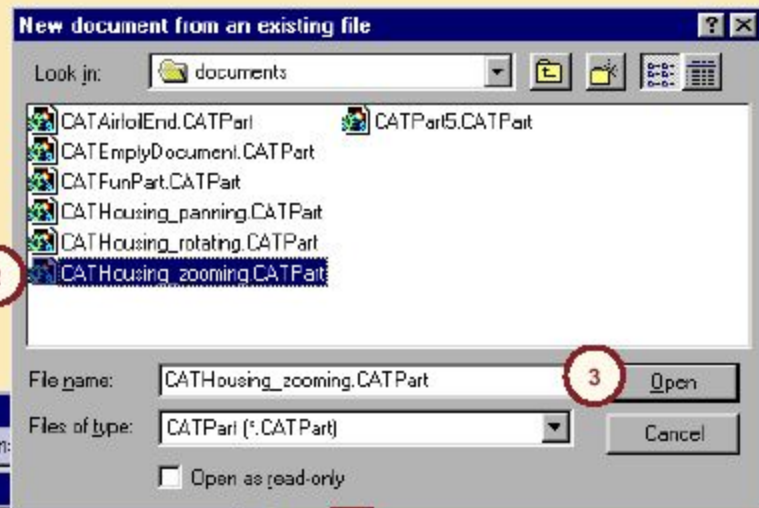 New document from an existing file
Look in: documents
CATAirfoilEnd.CATPart CATPart5.CATPart
CATEmptyDocument.CATPart
CATFunPart.CATPart
CATHousing_panning.CATPart
CATHousing_rotating.CATPart
CATHousing_zooming.CATPart
File name: CATHousing_zooming.CATPart 3 Open
Files of type: CATPart (*.CATPart) Cancel
Open as read-only